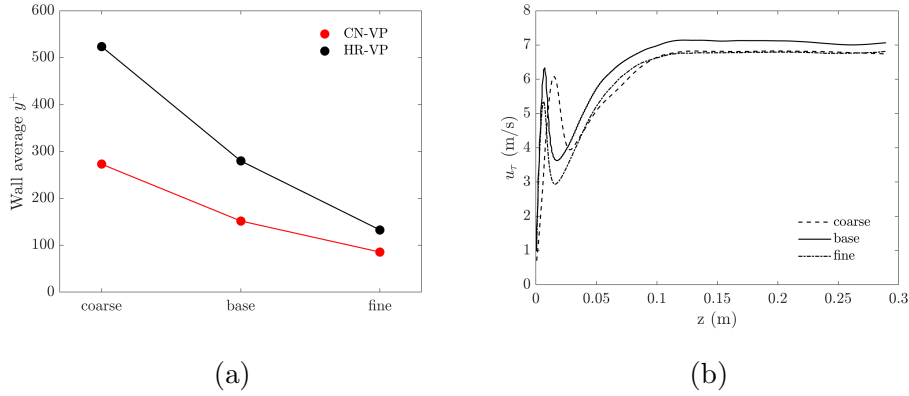 600
500
400
300
200
100
0
Wall average y⁺
coarse
base
fine
CN-VP
HR-VP
(a)
8
7
6
5
4
3
2
1
0
u_τ (m/s)
0
0.05
0.1
0.15
0.2
0.25
0.3
z (m)
coarse
base
fine
(b)